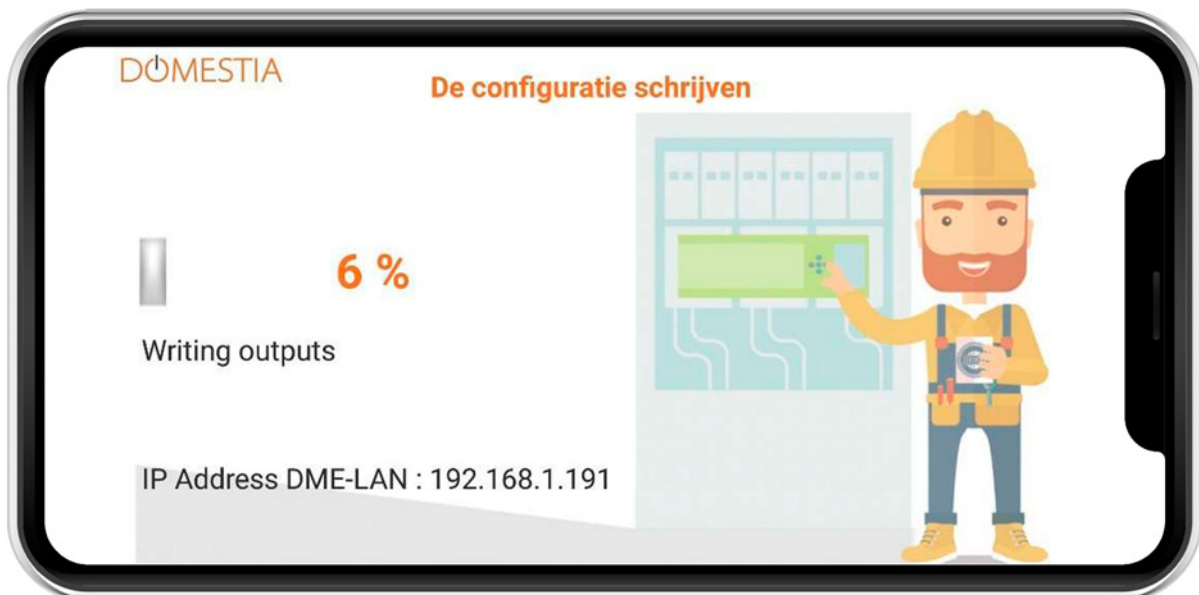 DOMESTIA
De configuratie schrijven
6 %
Writing outputs
IP Address DME-LAN : 192.168.1.191